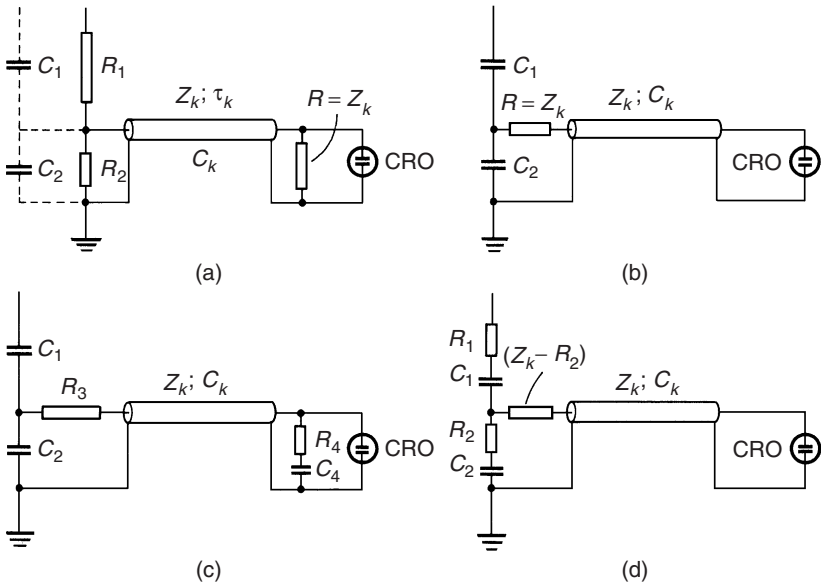 C1
R1
Zk; τk
R = Zk
C2
R2
Ck
CRO
(a)
C1
R = Zk
Zk; Ck
C2
CRO
(b)
C1
R3
Zk; Ck
C2
R4
C4
CRO
(c)
R1
(Zk – R2)
C1
Zk; Ck
R2
C2
CRO
(d)